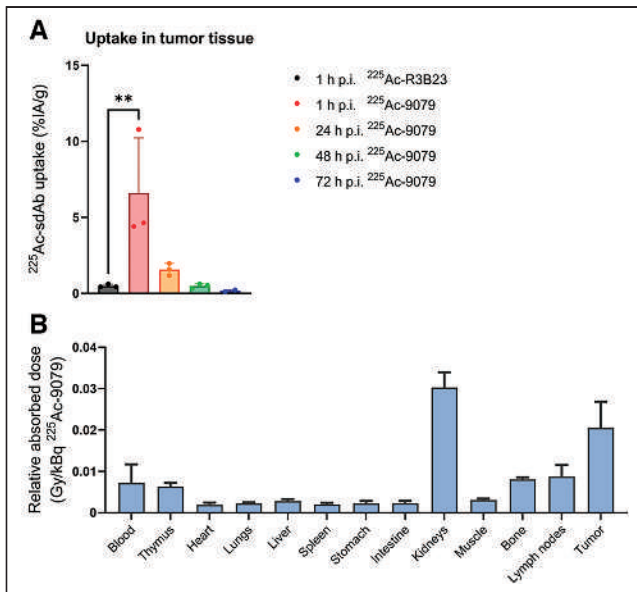 A
Uptake in tumor tissue
²²⁵Ac-sdAb uptake (%IA/g)
15
10
5
0
**
1 h p.i. ²²⁵Ac-R3B23
1 h p.i. ²²⁵Ac-9079
24 h p.i. ²²⁵Ac-9079
48 h p.i. ²²⁵Ac-9079
72 h p.i. ²²⁵Ac-9079
B
Relative absorbed dose
(Gy/kBq ²²⁵Ac-9079)
0.04
0.03
0.02
0.01
0
Blood
Thymus
Heart
Lungs
Liver
Spleen
Stomach
Intestine
Kidneys
Muscle
Bone
Lymph nodes
Tumor